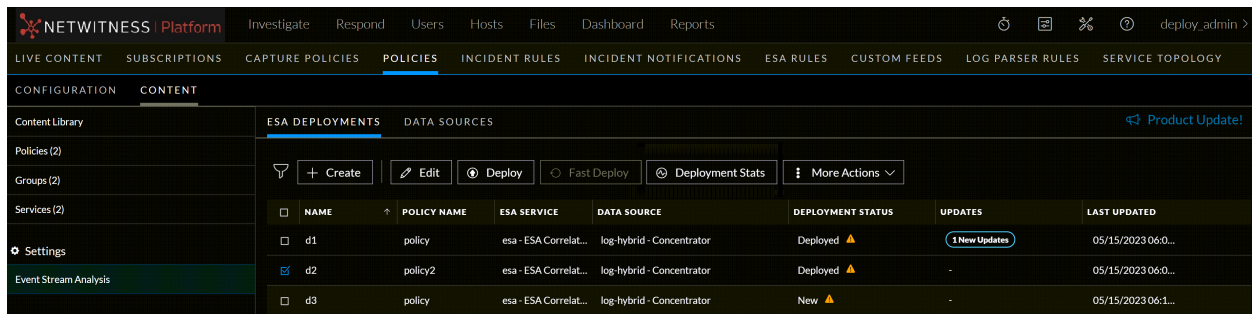 NETWITNESS Platform Investigate Respond Users Hosts Files Dashboard Reports deploy_admin
LIVE CONTENT SUBSCRIPTIONS CAPTURE POLICIES POLICIES INCIDENT RULES INCIDENT NOTIFICATIONS ESA RULES CUSTOM FEEDS LOG PARSER RULES SERVICE TOPOLOGY
CONFIGURATION CONTENT
Content Library
Policies (2)
Groups (2)
Services (2)
Settings
Event Stream Analysis
ESA DEPLOYMENTS DATA SOURCES Product Update!
Create Edit Deploy Fast Deploy Deployment Stats More Actions
NAME POLICY NAME ESA SERVICE DATA SOURCE DEPLOYMENT STATUS UPDATES LAST UPDATED
d1 policy esa - ESA Correlat... log-hybrid - Concentrator Deployed 1 New Updates 05/15/2023 06:0...
d2 policy2 esa - ESA Correlat... log-hybrid - Concentrator Deployed - 05/15/2023 06:0...
d3 policy esa - ESA Correlat... log-hybrid - Concentrator New - 05/15/2023 06:1...